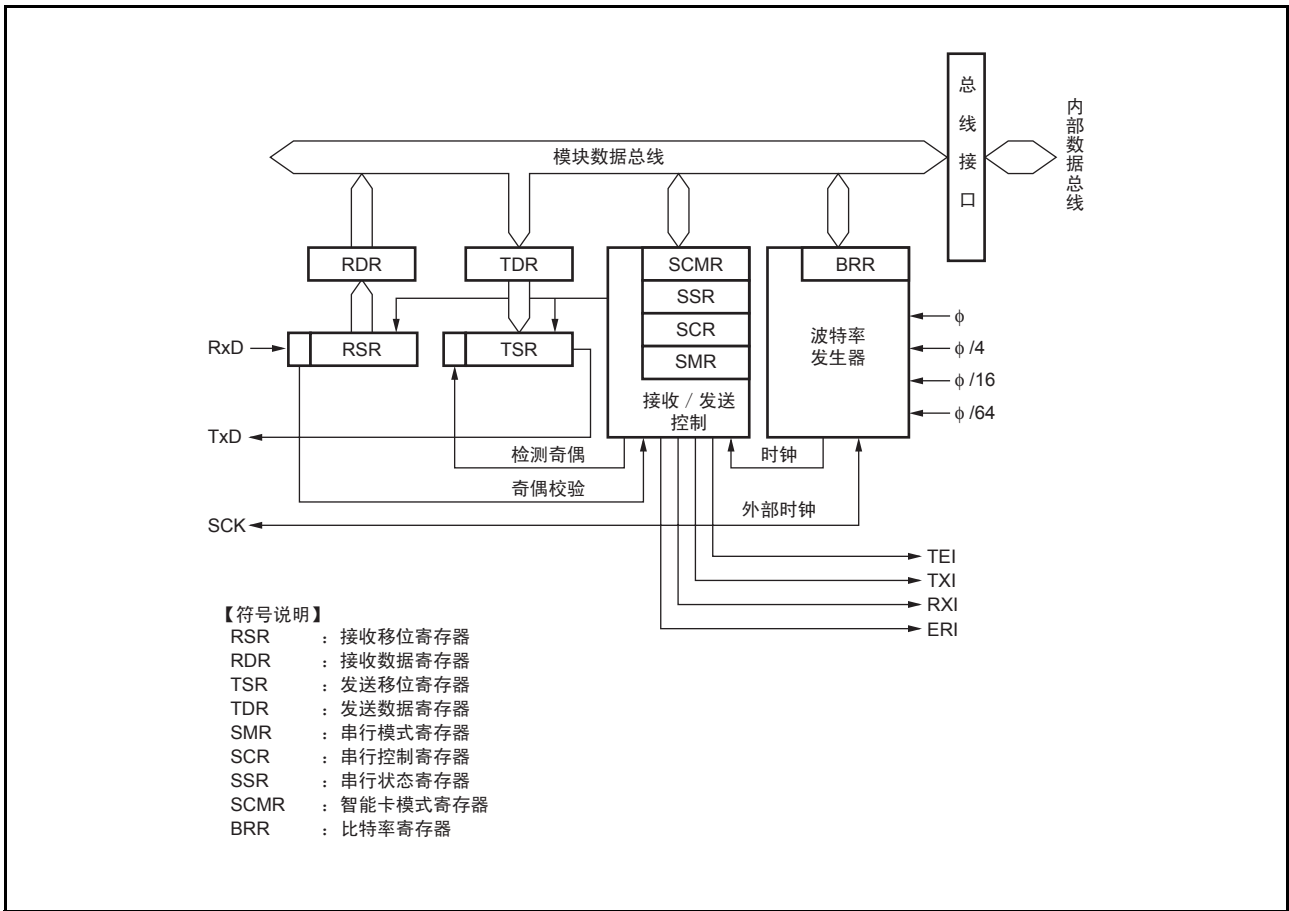 总线接口
内部数据总线
模块数据总线
RDR
TDR
SCMR
BRR
SSR
RxD
RSR
TSR
SCR
SMR
波特率
发生器
φ
φ /4
φ /16
φ /64
接收 / 发送
控制
TxD
检测奇偶
时钟
奇偶校验
外部时钟
SCK
TEI
TXI
RXI
ERI
【符号说明】
RSR : 接收移位寄存器
RDR : 接收数据寄存器
TSR : 发送移位寄存器
TDR : 发送数据寄存器
SMR : 串行模式寄存器
SCR : 串行控制寄存器
SSR : 串行状态寄存器
SCMR : 智能卡模式寄存器
BRR : 比特率寄存器